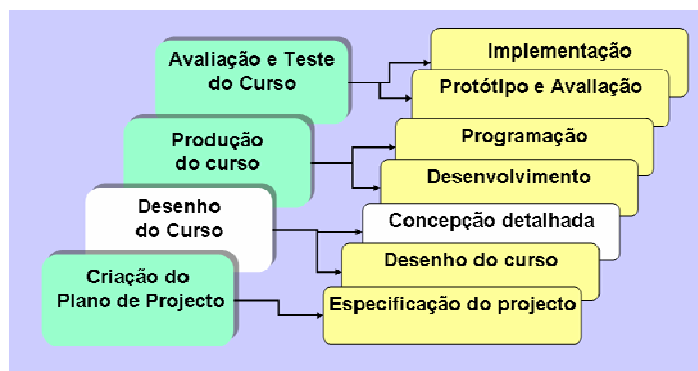 Avaliação e Teste
do Curso
Implementação
Protótipo e Avaliação
Produção
do curso
Programação
Desenvolvimento
Desenho
do Curso
Concepção detalhada
Desenho do curso
Criação do
Plano de Projecto
Especificação do projecto